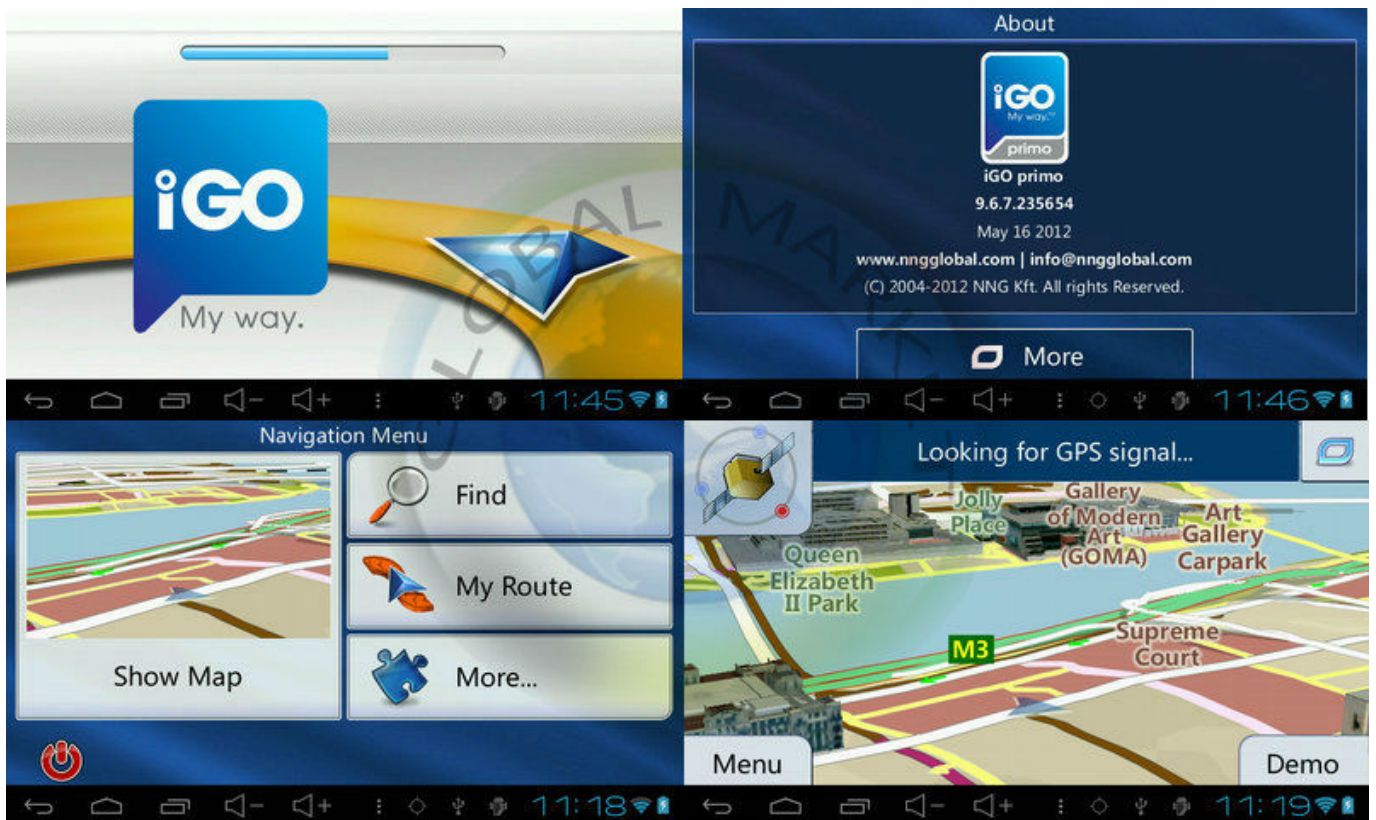 iGO
My way.
11:45
About
iGO
My way.™
primo
iGO primo
9.6.7.235654
May 16 2012
www.nngglobal.com | info@nngglobal.com
(C) 2004-2012 NNG Kft. All rights Reserved.
More
11:46
GLOBAL MARK
Navigation Menu
Find
My Route
More...
Show Map
11:18
Looking for GPS signal...
Jolly
Place
Gallery
of Modern
Art
(GOMA)
Art
Gallery
Carpark
Queen
Elizabeth
II Park
Supreme
Court
M3
Menu
Demo
11:19